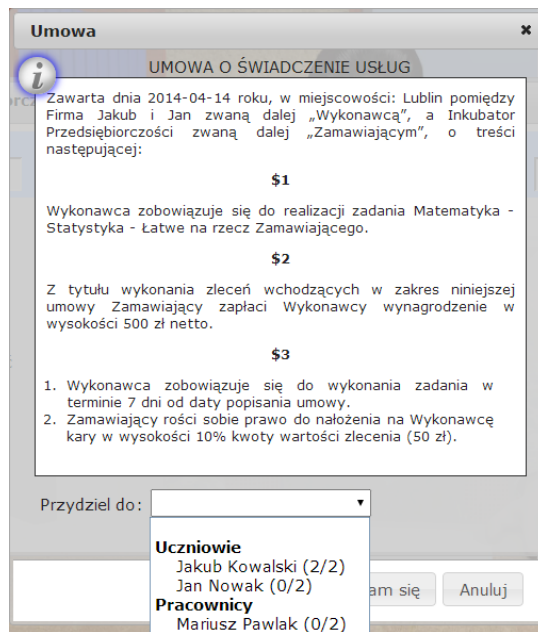 Umowa
UMOWA O ŚWIADCZENIE USŁUG
Zawarta dnia 2014-04-14 roku, w miejscowości: Lublin pomiędzy
Firma Jakub i Jan zwaną dalej „Wykonawcą”, a Inkubator
Przedsiębiorczości zwaną dalej „Zamawiającym”, o treści
następującej:
$1
Wykonawca zobowiązuje się do realizacji zadania Matematyka -
Statystyka - Łatwe na rzecz Zamawiającego.
$2
Z tytułu wykonania zleceń wchodzących w zakres niniejszej
umowy Zamawiający zapłaci Wykonawcy wynagrodzenie w
wysokości 500 zł netto.
$3
1. Wykonawca zobowiązuje się do wykonania zadania w
terminie 7 dni od daty popisania umowy.
2. Zamawiający rości sobie prawo do nałożenia na Wykonawcę
kary w wysokości 10% kwoty wartości zlecenia (50 zł).
Przydziel do:
Uczniowie
Jakub Kowalski (2/2)
Jan Nowak (0/2)
Pracownicy
Mariusz Pawlak (0/2)
am się Anuluj